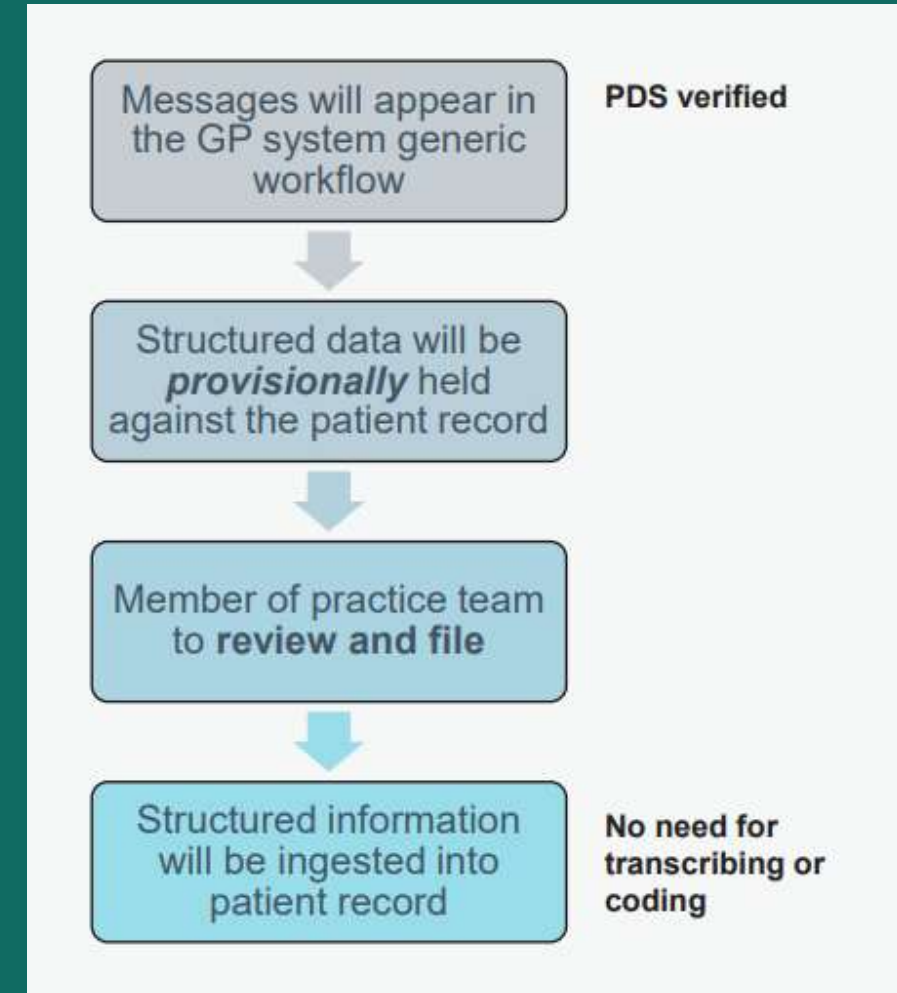 Messages will appear in
the GP system generic
workflow
PDS verified
Structured data will be
provisionally held
against the patient record
Member of practice team
to review and file
Structured information
will be ingested into
patient record
No need for
transcribing or
coding